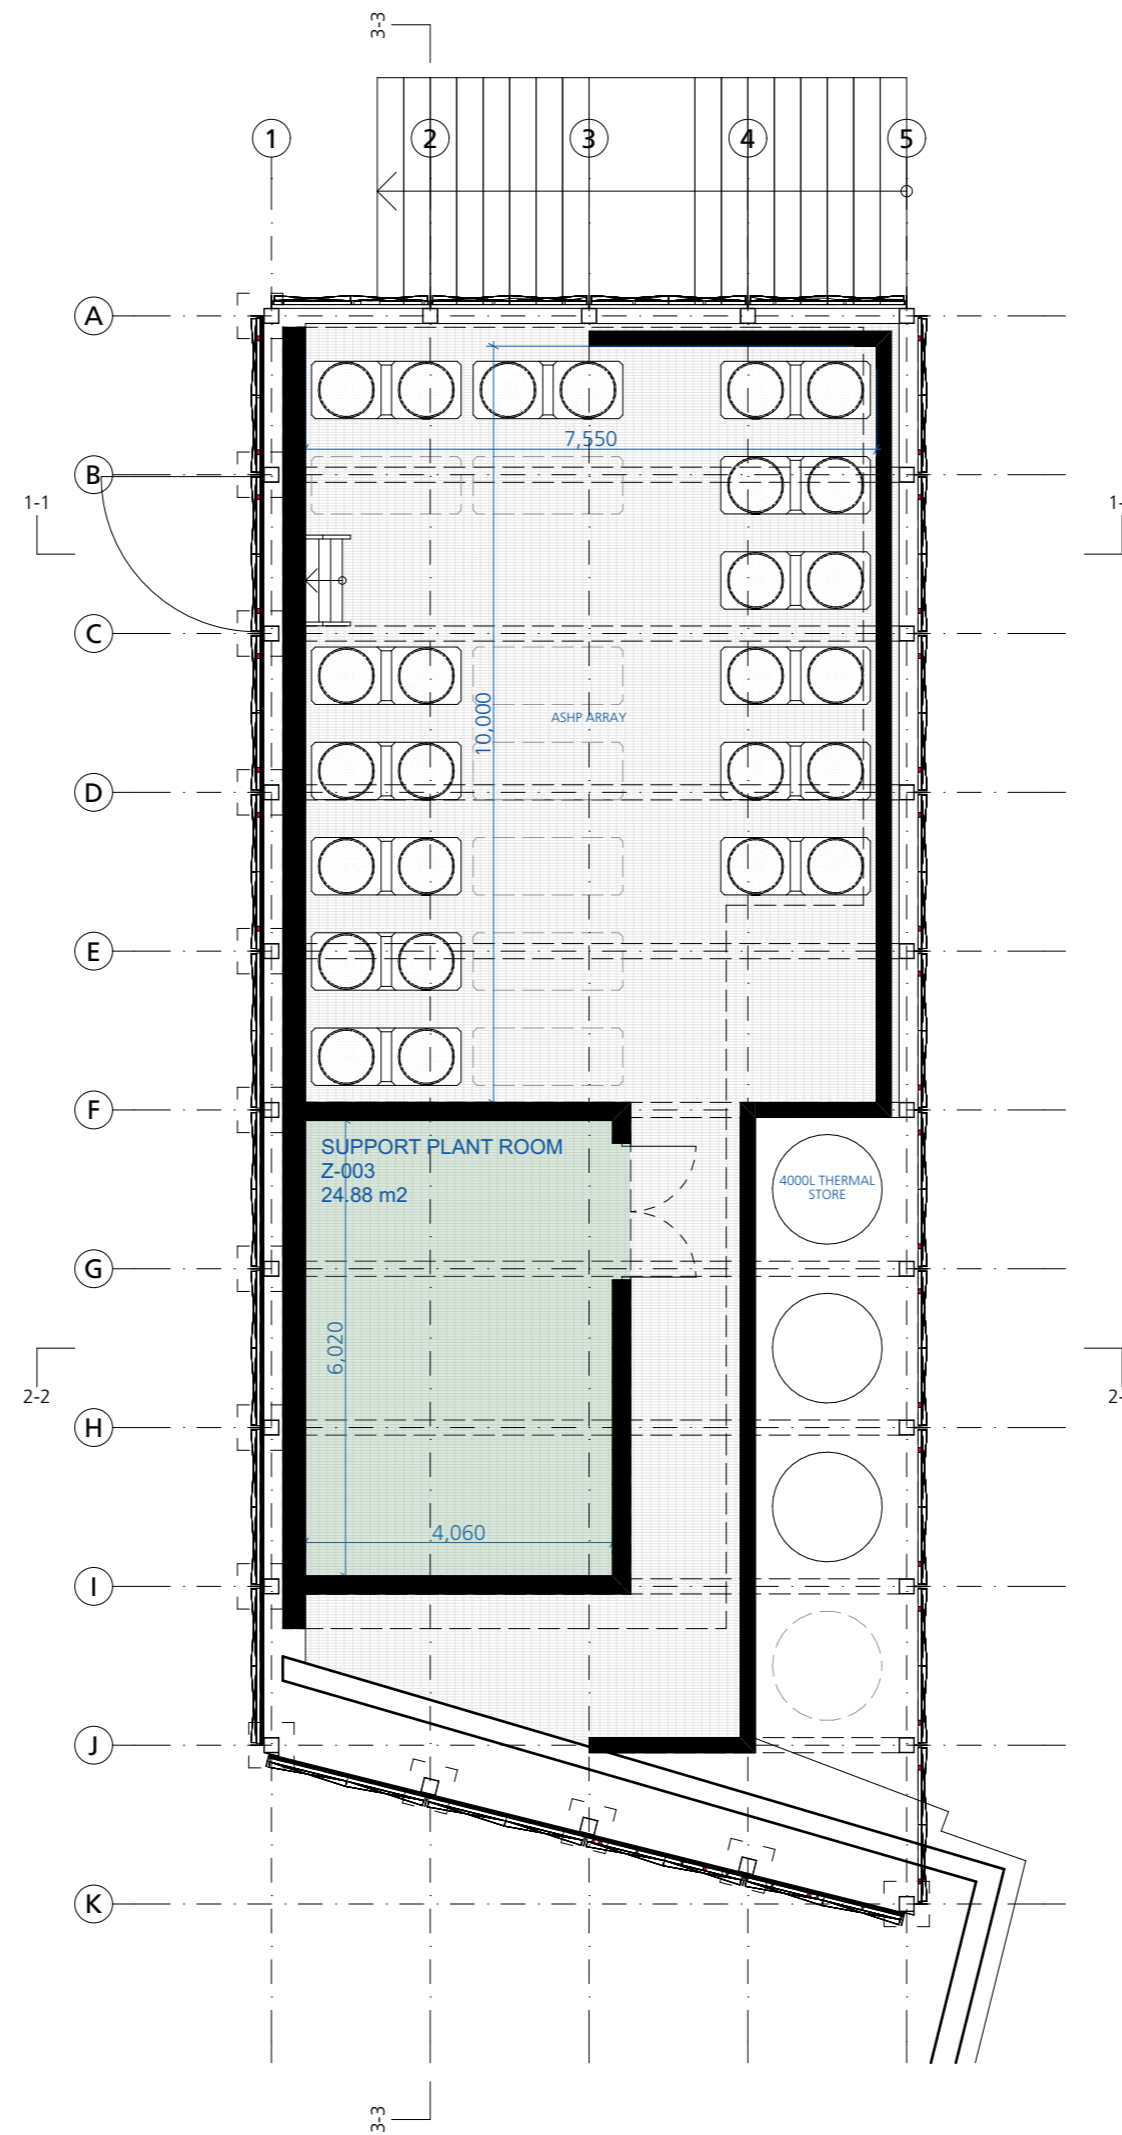 3-3
1
2
3
4
5
A
7,550
B
1-1
1-
C
10,000
ASHP ARRAY
D
E
F
SUPPORT PLANT ROOM
Z-003
24.88 m2
4000L THERMAL
STORE
G
6,020
2-2
2-
H
4,060
I
J
K
3-3